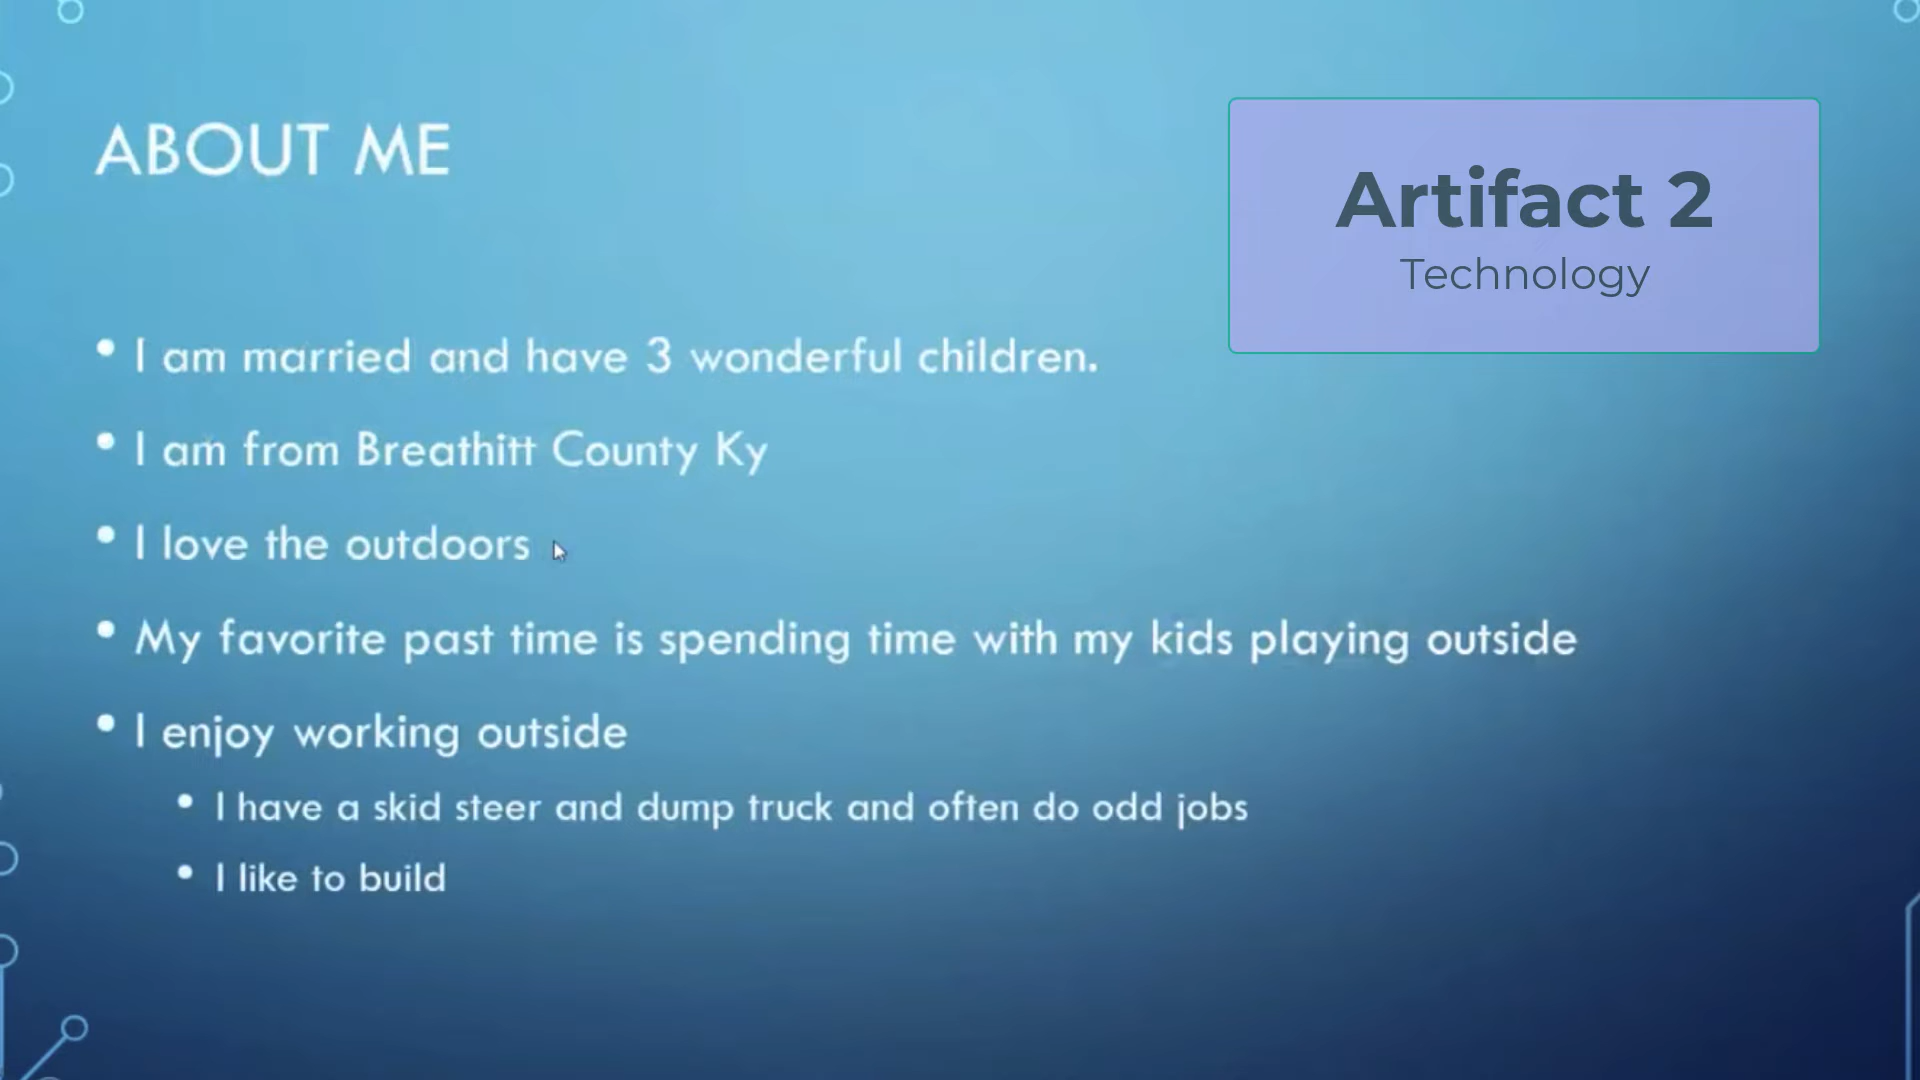 ABOUT ME
Artifact 2
Technology
I am married and have 3 wonderful children.
I am from Breathitt County Ky
I love the outdoors
My favorite past time is spending time with my kids playing outside
I enjoy working outside
I have a skid steer and dump truck and often do odd jobs
I like to build